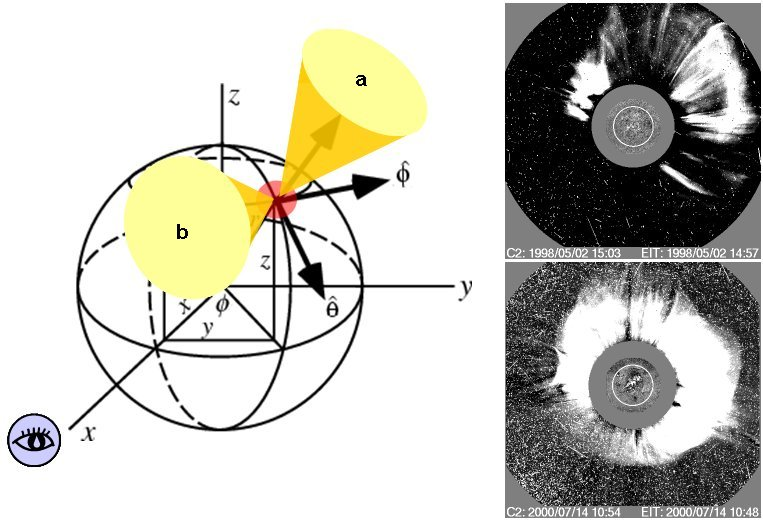 a
z
ϕ̂
b
r
z
y
x
ϕ
y
θ̂
x
C2: 1998/05/02 15:03 EIT: 1998/05/02 14:57
C2: 2000/07/14 10:54 EIT: 2000/07/14 10:48